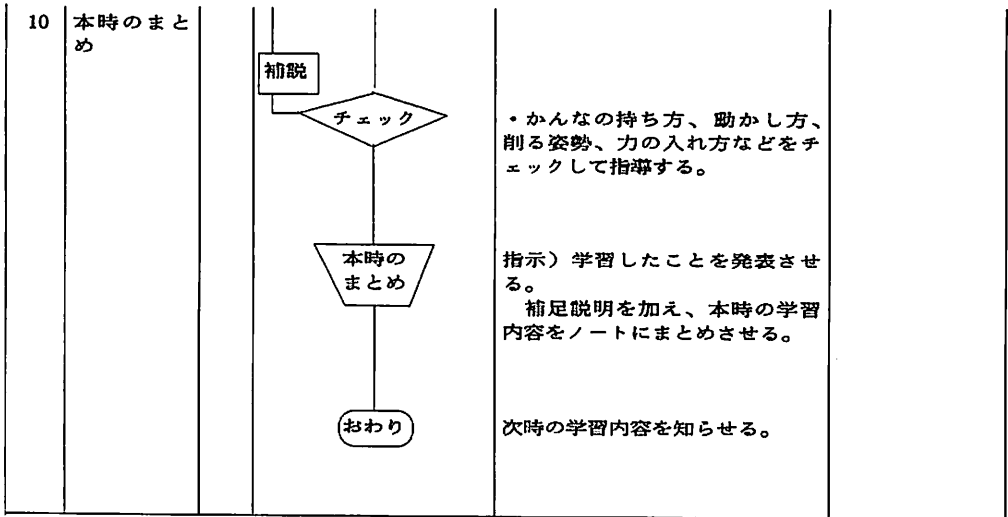 10
本時のまと
め
補説
チェック
・かんなの持ち方、動かし方、
削る姿勢、力の入れ方などをチ
ェックして指導する。
本時の
まとめ
指示）学習したことを発表させ
る。
補足説明を加え、本時の学習
内容をノートにまとめさせる。
おわり
次時の学習内容を知らせる。